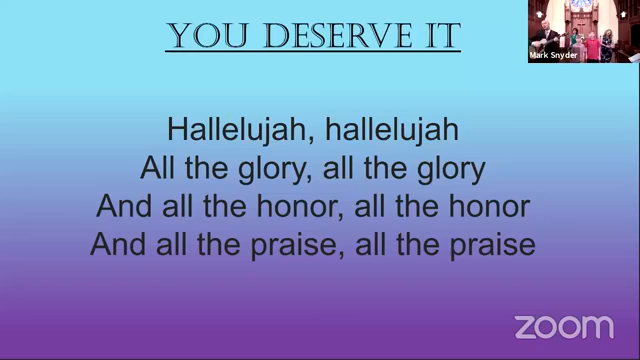 YOU DESERVE IT
Mark Snyder
Hallelujah, hallelujah
All the glory, all the glory
And all the honor, all the honor
And all the praise, all the praise
zoom